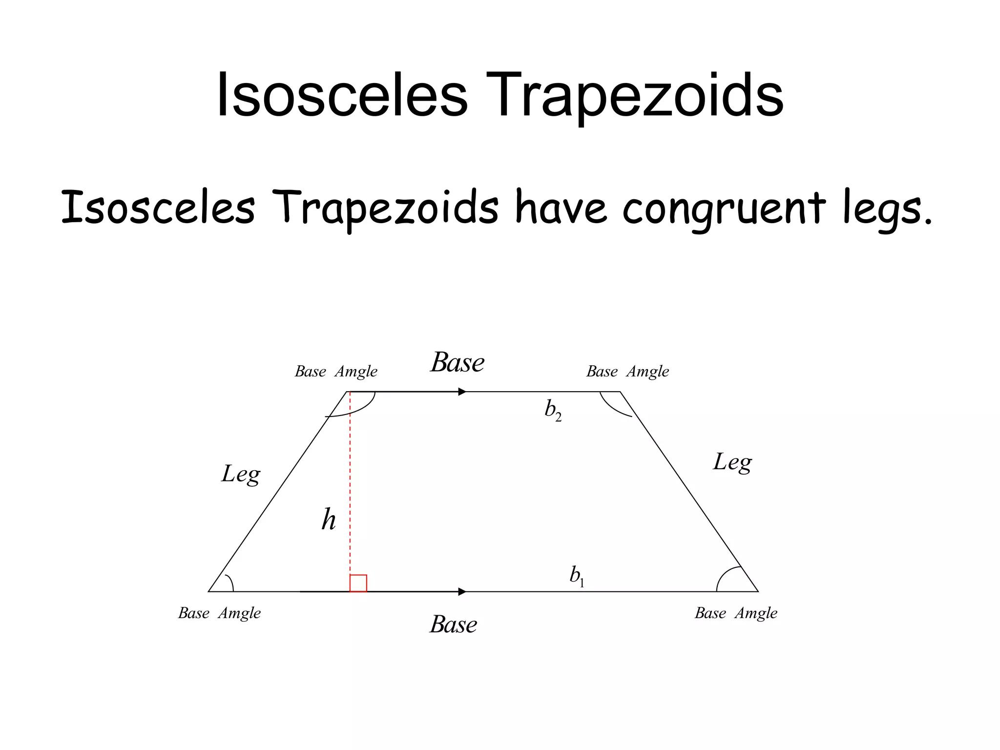 Isosceles Trapezoids
Isosceles Trapezoids have congruent legs.
Base
Base Amgle
Base Amgle
b₂
Leg
Leg
h
b₁
Base Amgle
Base Amgle
Base